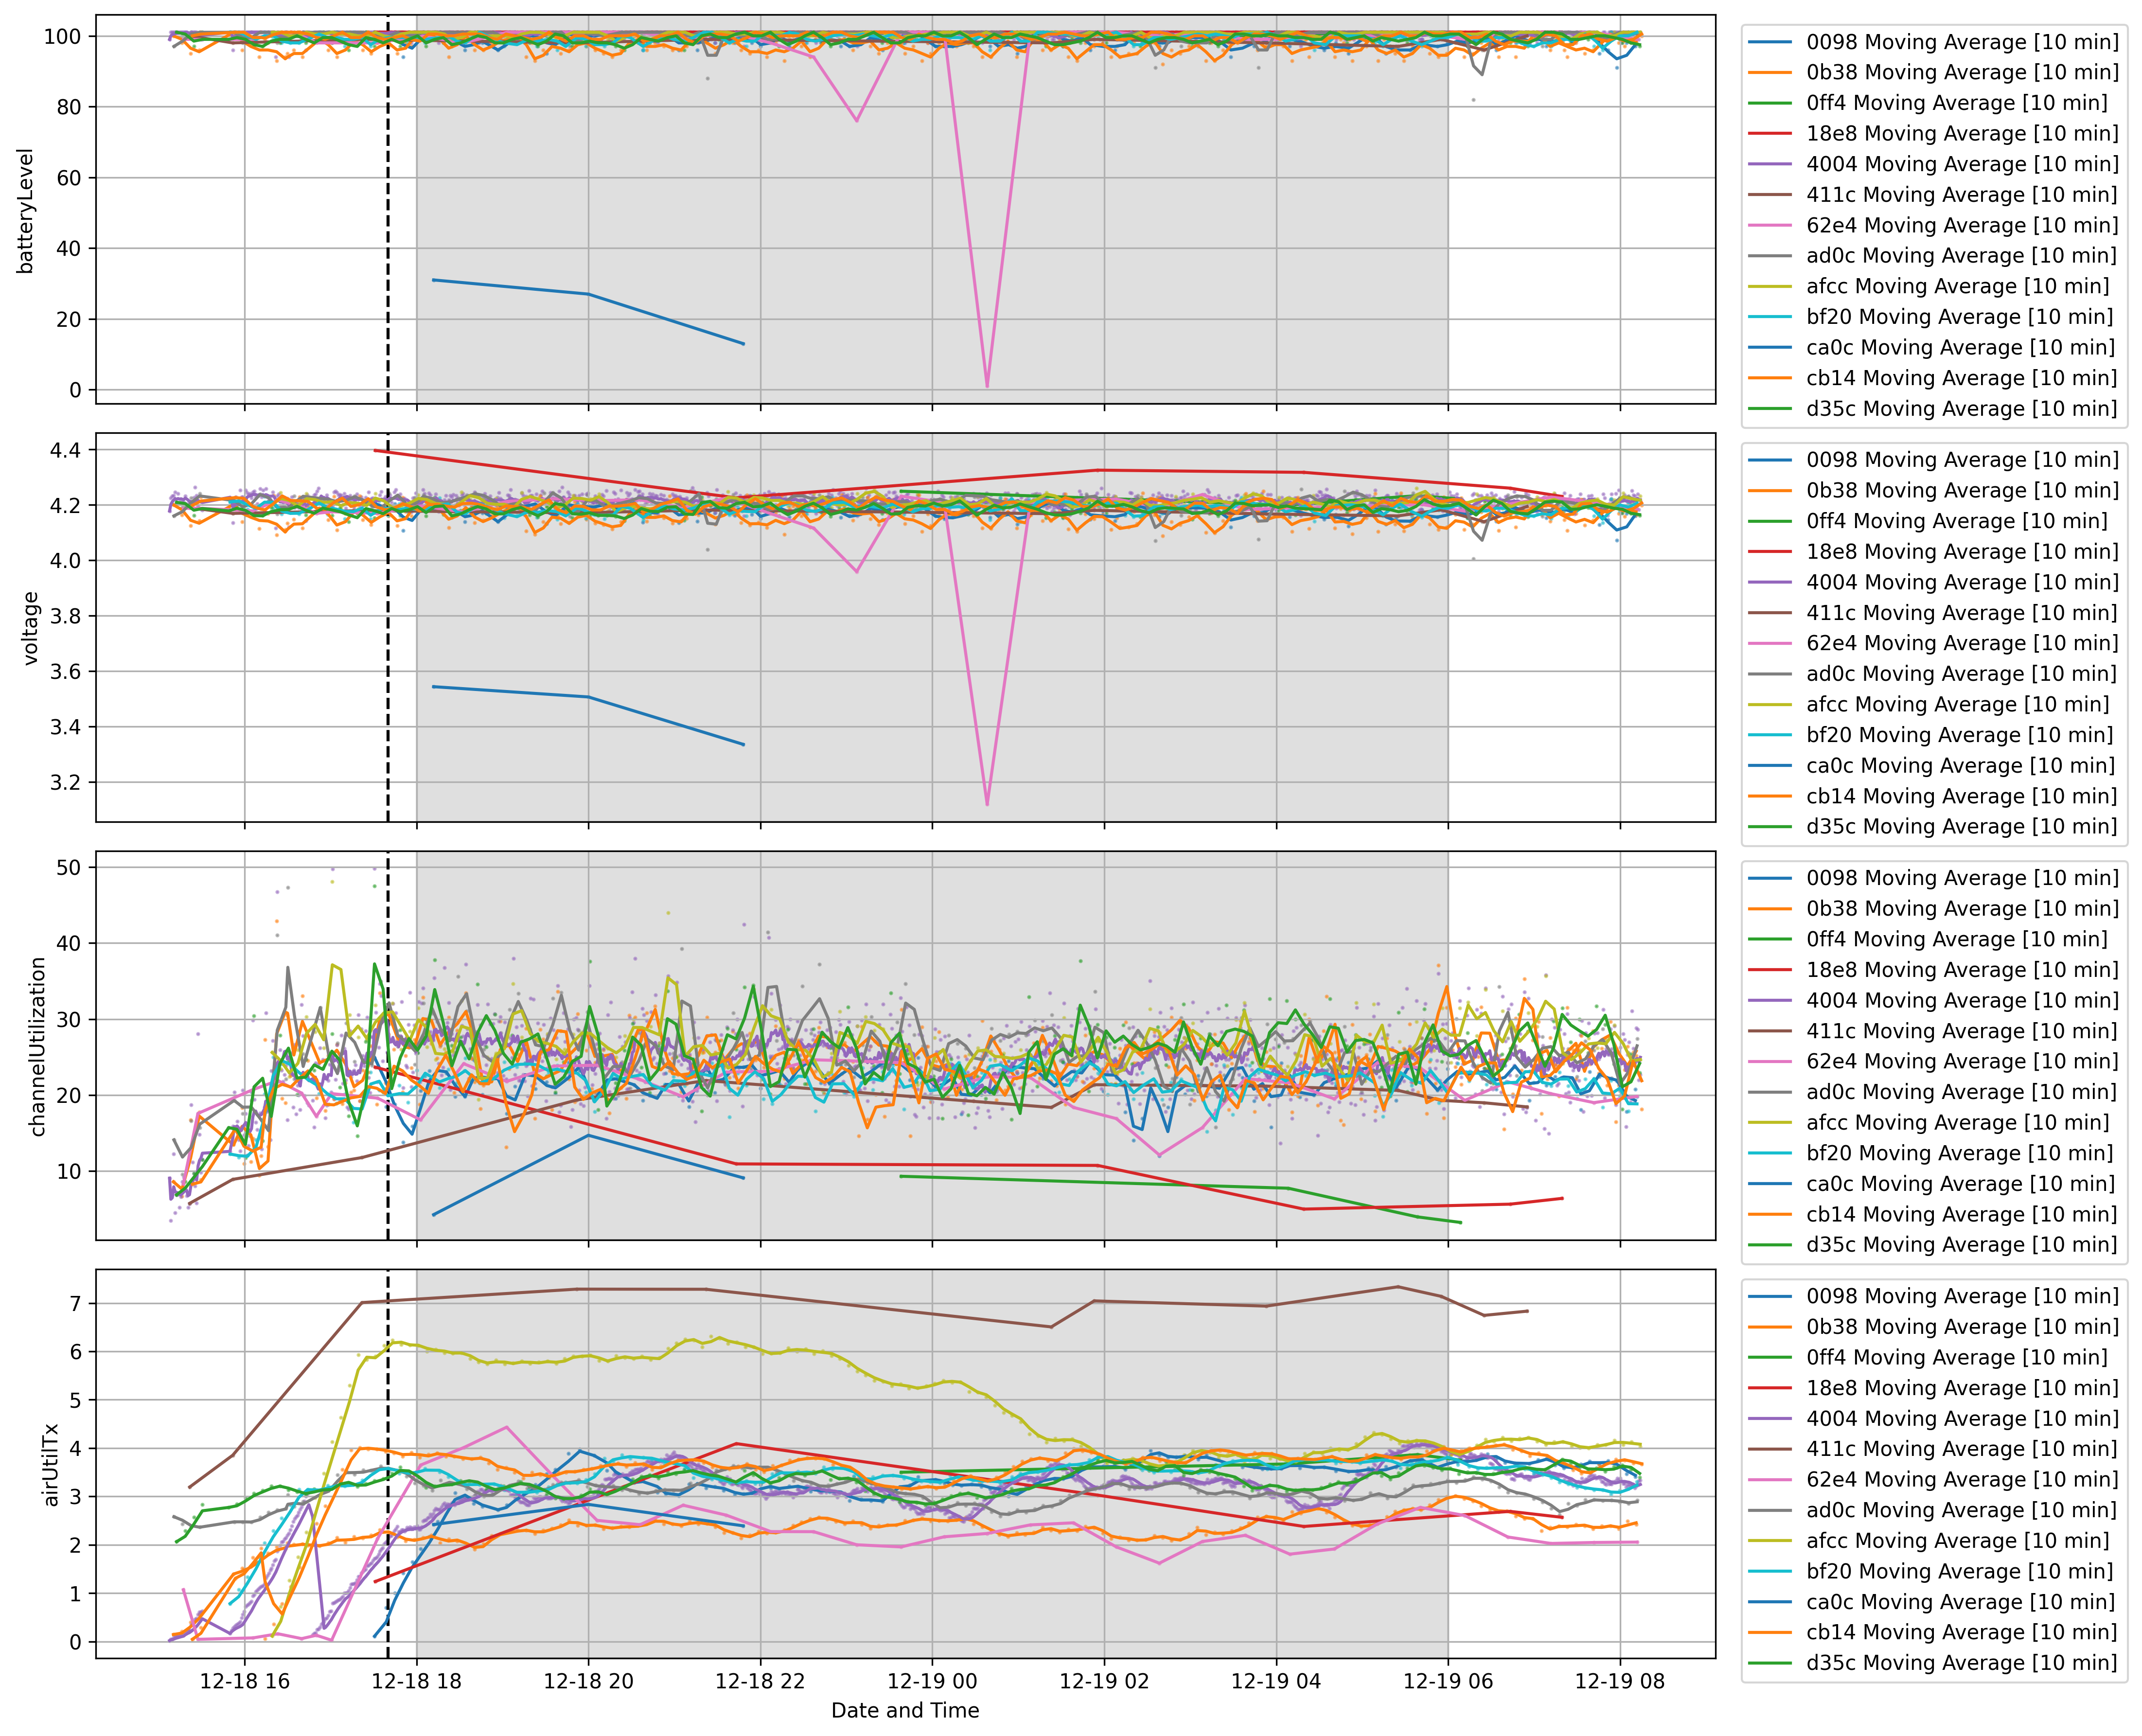 batteryLevel
100
80
60
40
20
0
0098 Moving Average [10 min]
0b38 Moving Average [10 min]
0ff4 Moving Average [10 min]
18e8 Moving Average [10 min]
4004 Moving Average [10 min]
411c Moving Average [10 min]
62e4 Moving Average [10 min]
ad0c Moving Average [10 min]
afcc Moving Average [10 min]
bf20 Moving Average [10 min]
ca0c Moving Average [10 min]
cb14 Moving Average [10 min]
d35c Moving Average [10 min]
voltage
4.4
4.2
4.0
3.8
3.6
3.4
3.2
0098 Moving Average [10 min]
0b38 Moving Average [10 min]
0ff4 Moving Average [10 min]
18e8 Moving Average [10 min]
4004 Moving Average [10 min]
411c Moving Average [10 min]
62e4 Moving Average [10 min]
ad0c Moving Average [10 min]
afcc Moving Average [10 min]
bf20 Moving Average [10 min]
ca0c Moving Average [10 min]
cb14 Moving Average [10 min]
d35c Moving Average [10 min]
channelUtilization
50
40
30
20
10
0098 Moving Average [10 min]
0b38 Moving Average [10 min]
0ff4 Moving Average [10 min]
18e8 Moving Average [10 min]
4004 Moving Average [10 min]
411c Moving Average [10 min]
62e4 Moving Average [10 min]
ad0c Moving Average [10 min]
afcc Moving Average [10 min]
bf20 Moving Average [10 min]
ca0c Moving Average [10 min]
cb14 Moving Average [10 min]
d35c Moving Average [10 min]
airUtilTx
7
6
5
4
3
2
1
0
0098 Moving Average [10 min]
0b38 Moving Average [10 min]
0ff4 Moving Average [10 min]
18e8 Moving Average [10 min]
4004 Moving Average [10 min]
411c Moving Average [10 min]
62e4 Moving Average [10 min]
ad0c Moving Average [10 min]
afcc Moving Average [10 min]
bf20 Moving Average [10 min]
ca0c Moving Average [10 min]
cb14 Moving Average [10 min]
d35c Moving Average [10 min]
12-18 16 12-18 18 12-18 20 12-18 22 12-19 00 12-19 02 12-19 04 12-19 06 12-19 08
Date and Time